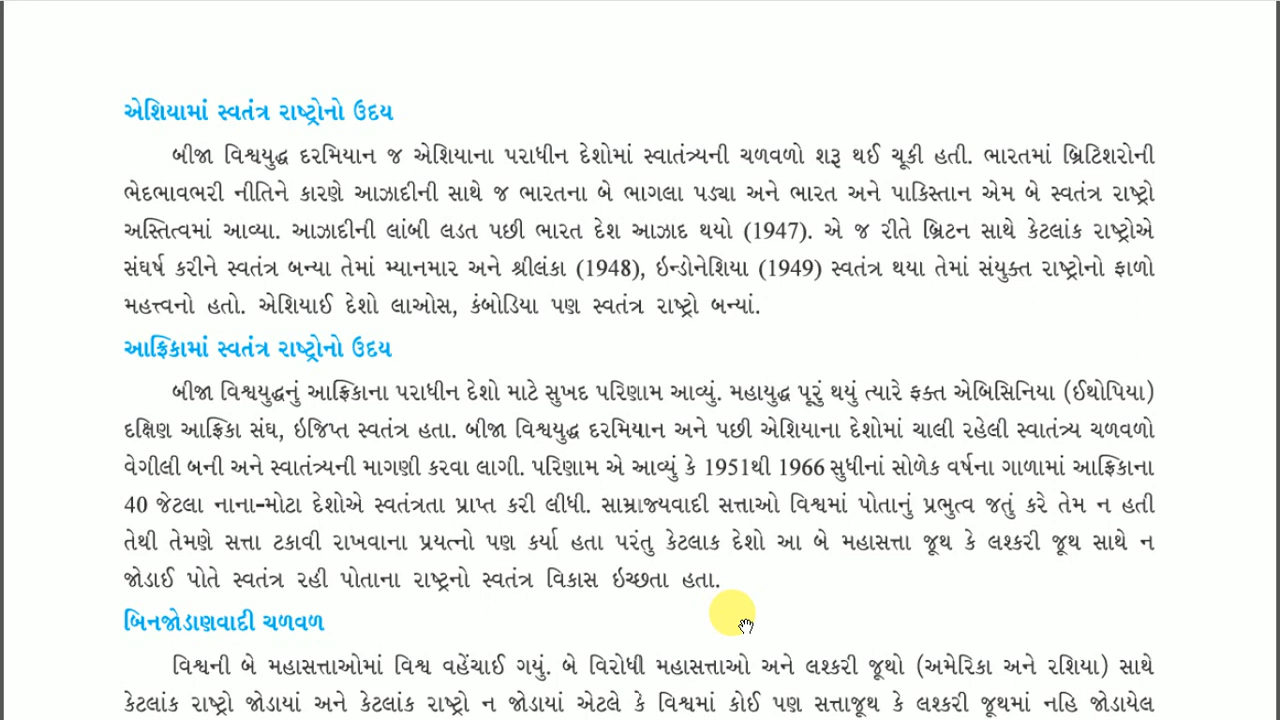 એશિયામાં સ્વતંત્ર રાષ્ટ્રોનો ઉદય
બીજા વિશ્વયુદ્ધ દરમિયાન જ એશિયાના પરાધીન દેશોમાં સ્વાતંત્ર્યની ચળવળો શરૂ થઈ ચૂકી હતી. ભારતમાં બ્રિટિશરોની
ભેદભાવભરી નીતિને કારણે આઝાદીની સાથે જ ભારતના બે ભાગલા પડ્યા અને ભારત અને પાકિસ્તાન એમ બે સ્વતંત્ર રાષ્ટ્રો
અસ્તિત્વમાં આવ્યા. આઝાદીની લાંબી લડત પછી ભારત દેશ આઝાદ થયો (1947). એ જ રીતે બ્રિટન સાથે કેટલાંક રાષ્ટ્રોએ
સંઘર્ષ કરીને સ્વતંત્ર બન્યા તેમાં મ્યાનમાર અને શ્રીલંકા (1948), ઇન્ડોનેશિયા (1949) સ્વતંત્ર થયા તેમાં સંયુક્ત રાષ્ટ્રોનો ફાળો
મહત્ત્વનો હતો. એશિયાઈ દેશો લાઓસ, કંબોડિયા પણ સ્વતંત્ર રાષ્ટ્રો બન્યાં.
આફ્રિકામાં સ્વતંત્ર રાષ્ટ્રોનો ઉદય
બીજા વિશ્વયુદ્ધનું આફ્રિકાના પરાધીન દેશો માટે સુખદ પરિણામ આવ્યું. મહાયુદ્ધ પૂરું થયું ત્યારે ફક્ત એબિસિનિયા (ઈથોપિયા)
દક્ષિણ આફ્રિકા સંઘ, ઇજિપ્ત સ્વતંત્ર હતા. બીજા વિશ્વયુદ્ધ દરમિયાન અને પછી એશિયાના દેશોમાં ચાલી રહેલી સ્વાતંત્ર્ય ચળવળો
વેગીલી બની અને સ્વાતંત્ર્યની માગણી કરવા લાગી. પરિણામ એ આવ્યું કે 1951થી 1966 સુધીનાં સોળેક વર્ષના ગાળામાં આફ્રિકાના
40 જેટલા નાના-મોટા દેશોએ સ્વતંત્રતા પ્રાપ્ત કરી લીધી. સામ્રાજ્યવાદી સત્તાઓ વિશ્વમાં પોતાનું પ્રભુત્વ જતું કરે તેમ ન હતી
તેથી તેમણે સત્તા ટકાવી રાખવાના પ્રયત્નો પણ કર્યા હતા પરંતુ કેટલાક દેશો આ બે મહાસત્તા જૂથ કે લશ્કરી જૂથ સાથે ન
જોડાઈ પોતે સ્વતંત્ર રહી પોતાના રાષ્ટ્રનો સ્વતંત્ર વિકાસ ઇચ્છતા હતા.
બિનજોડાણવાદી ચળવળ
વિશ્વની બે મહાસત્તાઓમાં વિશ્વ વહેંચાઈ ગયું. બે વિરોધી મહાસત્તાઓ અને લશ્કરી જૂથો (અમેરિકા અને રશિયા) સાથે
કેટલાંક રાષ્ટ્રો જોડાયાં અને કેટલાંક રાષ્ટ્રો ન જોડાયાં એટલે કે વિશ્વમાં કોઈ પણ સત્તાજૂથ કે લશ્કરી જૂથમાં નહિ જોડાયેલ